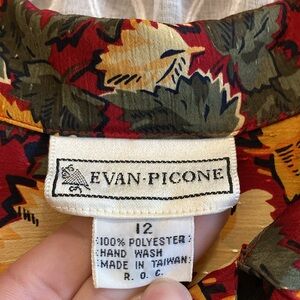 EVAN-PICONE
12
100% POLYESTER
HAND WASH
MADE IN TAIWAN
R. O. C.